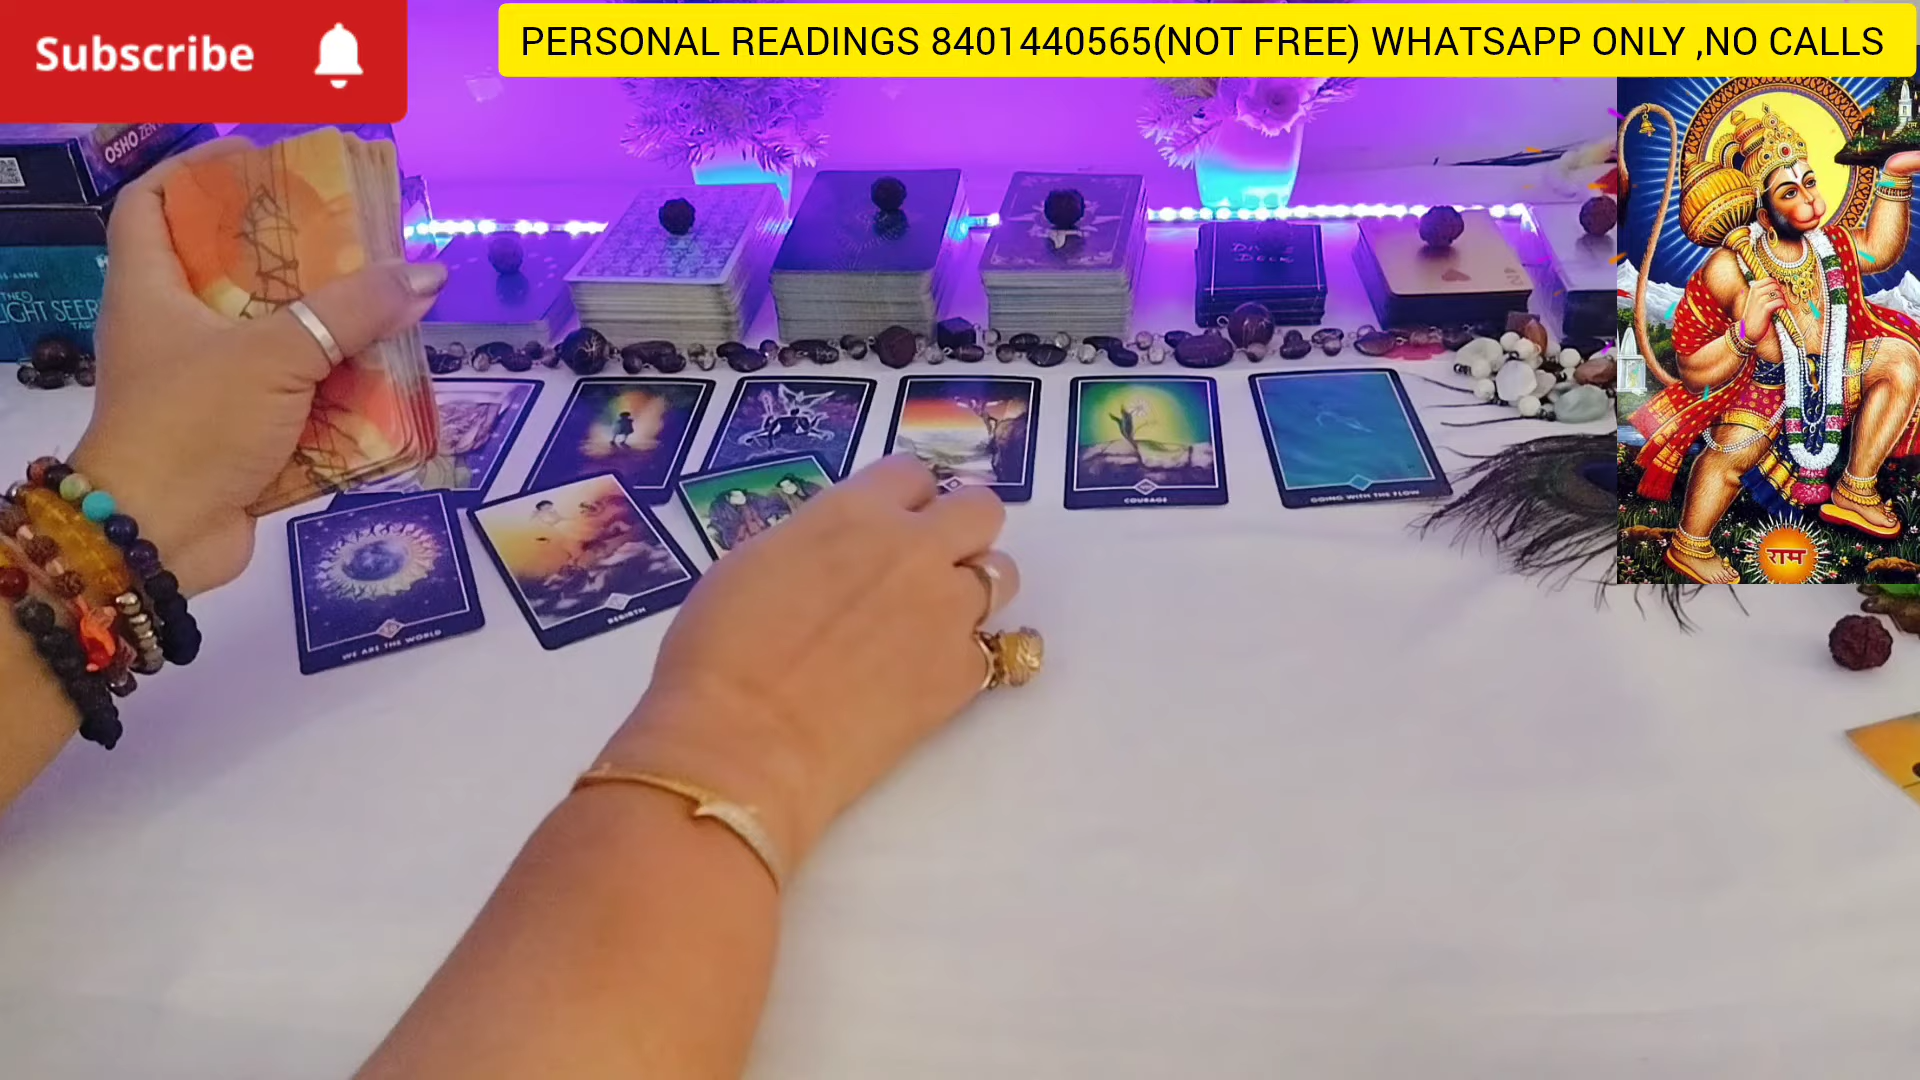 Subscribe
PERSONAL READINGS 8401440565(NOT FREE) WHATSAPP ONLY ,NO CALLS
OSHO ZEN
LIGHT SEER
TAR
COURAGE
GOING WITH THE FLOW
WE ARE THE WORLD
REBIRTH
राम